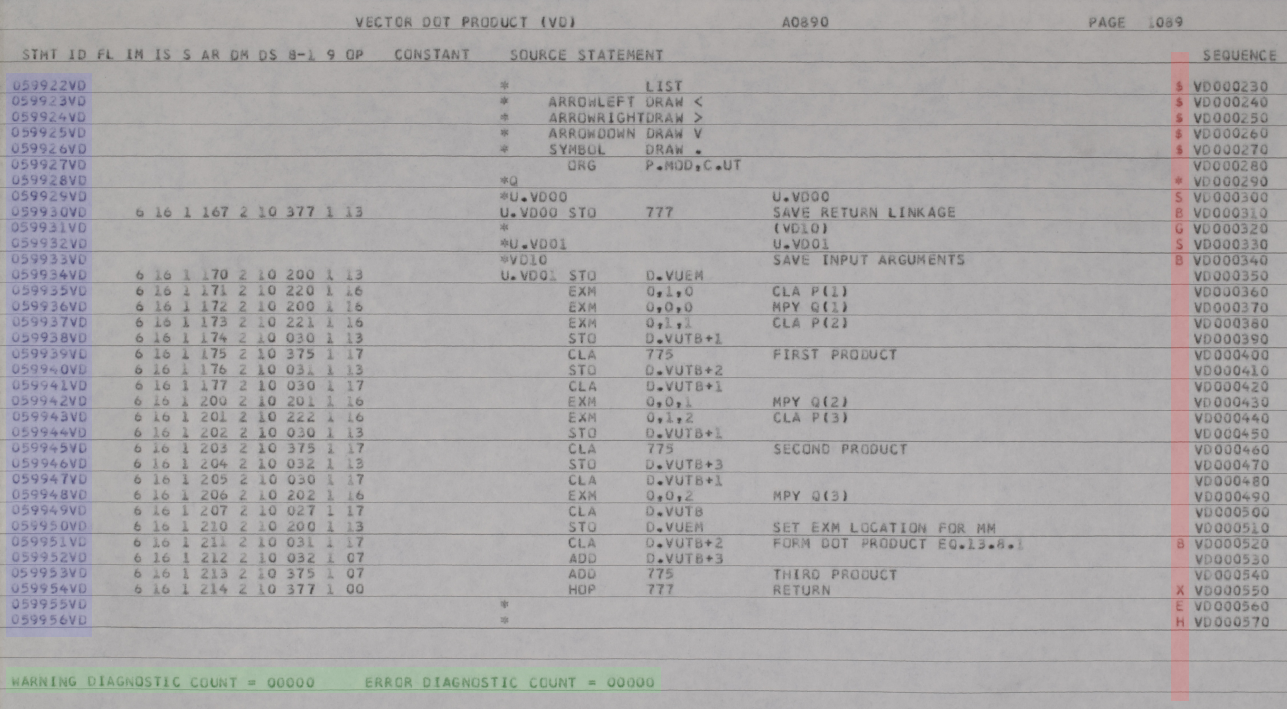 VECTOR DOT PRODUCT (VD) A0890 PAGE 1089
STMT ID FL IM IS S AR DM DS 8-1 9 OP CONSTANT SOURCE STATEMENT SEQUENCE
059922VD * LIST $ VD000230
059923VD * ARROWLEFT DRAW < $ VD000240
059924VD * ARROWRIGHTDRAW > $ VD000250
059925VD * ARROWDOWN DRAW V $ VD000260
059926VD * SYMBOL DRAW . $ VD000270
059927VD ORG P.MOD,C.UT VD000280
059928VD *Q * VD000290
059929VD *U.VD00 U.VD00 S VD000300
059930VD 6 16 1 167 2 10 377 1 13 U.VD00 STO 777 SAVE RETURN LINKAGE B VD000310
059931VD * (VD10) G VD000320
059932VD *U.VD01 U.VD01 S VD000330
059933VD *VD10 SAVE INPUT ARGUMENTS B VD000340
059934VD 6 16 1 170 2 10 200 1 13 U.VD01 STO D.VUEM VD000350
059935VD 6 16 1 171 2 10 220 1 16 EXM 0,1,0 CLA P(1) VD000360
059936VD 6 16 1 172 2 10 200 1 16 EXM 0,0,0 MPY Q(1) VD000370
059937VD 6 16 1 173 2 10 221 1 16 EXM 0,1,1 CLA P(2) VD000380
059938VD 6 16 1 174 2 10 030 1 13 STO D.VUTB+1 VD000390
059939VD 6 16 1 175 2 10 375 1 17 CLA 775 FIRST PRODUCT VD000400
059940VD 6 16 1 176 2 10 031 1 13 STO D.VUTB+2 VD000410
059941VD 6 16 1 177 2 10 030 1 17 CLA D.VUTB+1 VD000420
059942VD 6 16 1 200 2 10 201 1 16 EXM 0,0,1 MPY Q(2) VD000430
059943VD 6 16 1 201 2 10 222 1 16 EXM 0,1,2 CLA P(3) VD000440
059944VD 6 16 1 202 2 10 030 1 13 STO D.VUTB+1 VD000450
059945VD 6 16 1 203 2 10 375 1 17 CLA 775 SECOND PRODUCT VD000460
059946VD 6 16 1 204 2 10 032 1 13 STO D.VUTB+3 VD000470
059947VD 6 16 1 205 2 10 030 1 17 CLA D.VUTB+1 VD000480
059948VD 6 16 1 206 2 10 202 1 16 EXM 0,0,2 MPY Q(3) VD000490
059949VD 6 16 1 207 2 10 027 1 17 CLA D.VUTB VD000500
059950VD 6 16 1 210 2 10 200 1 13 STO D.VUEM SET EXM LOCATION FOR MM VD000510
059951VD 6 16 1 211 2 10 031 1 17 CLA D.VUTB+2 FORM DOT PRODUCT EQ.13.8.1 B VD000520
059952VD 6 16 1 212 2 10 032 1 07 ADD D.VUTB+3 VD000530
059953VD 6 16 1 213 2 10 375 1 07 ADD 775 THIRD PRODUCT VD000540
059954VD 6 16 1 214 2 10 377 1 00 HOP 777 RETURN X VD000550
059955VD * E VD000560
059956VD * H VD000570
WARNING DIAGNOSTIC COUNT = 00000 ERROR DIAGNOSTIC COUNT = 00000